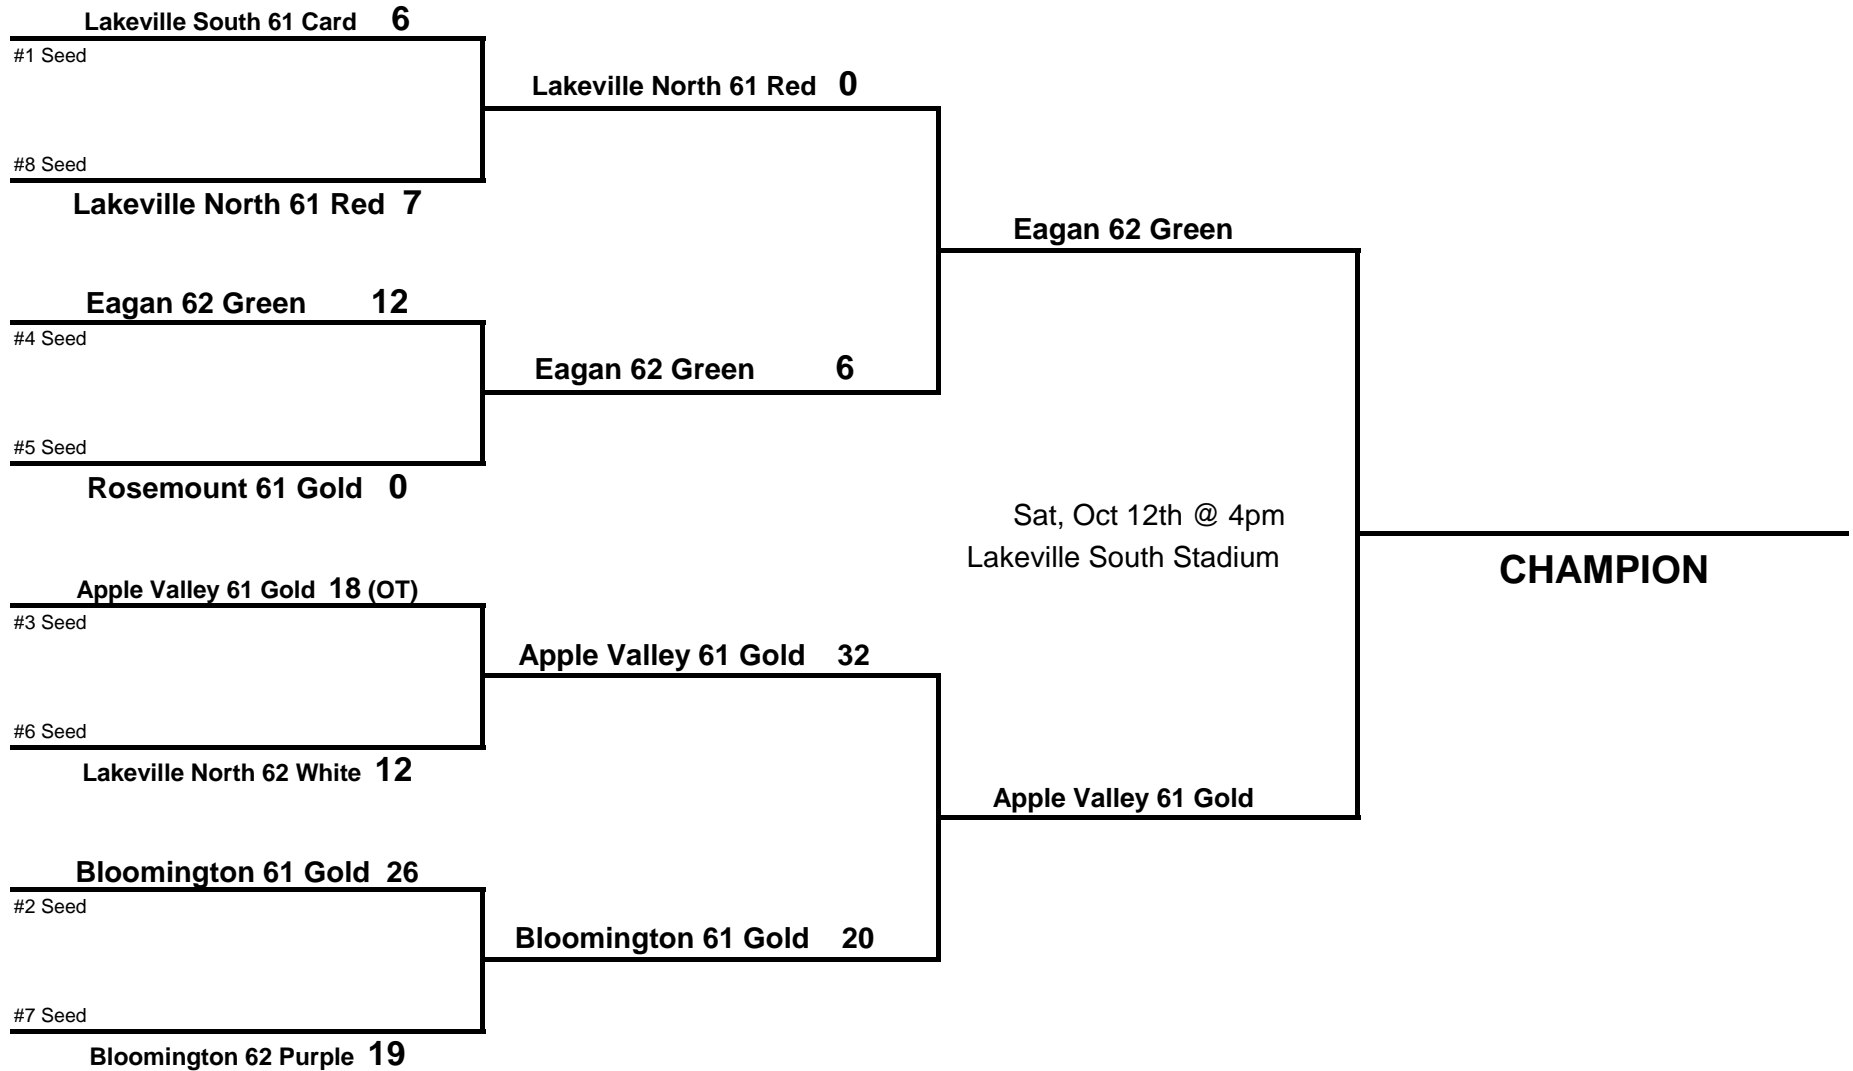 Lakeville South 61 Card 6
#1 Seed
Lakeville North 61 Red 0
#8 Seed
Lakeville North 61 Red 7
Eagan 62 Green
Eagan 62 Green 12
#4 Seed
Eagan 62 Green 6
#5 Seed
Rosemount 61 Gold 0
Sat, Oct 12th @ 4pm
Lakeville South Stadium
CHAMPION
Apple Valley 61 Gold 18 (OT)
#3 Seed
Apple Valley 61 Gold 32
#6 Seed
Lakeville North 62 White 12
Apple Valley 61 Gold
Bloomington 61 Gold 26
#2 Seed
Bloomington 61 Gold 20
#7 Seed
Bloomington 62 Purple 19